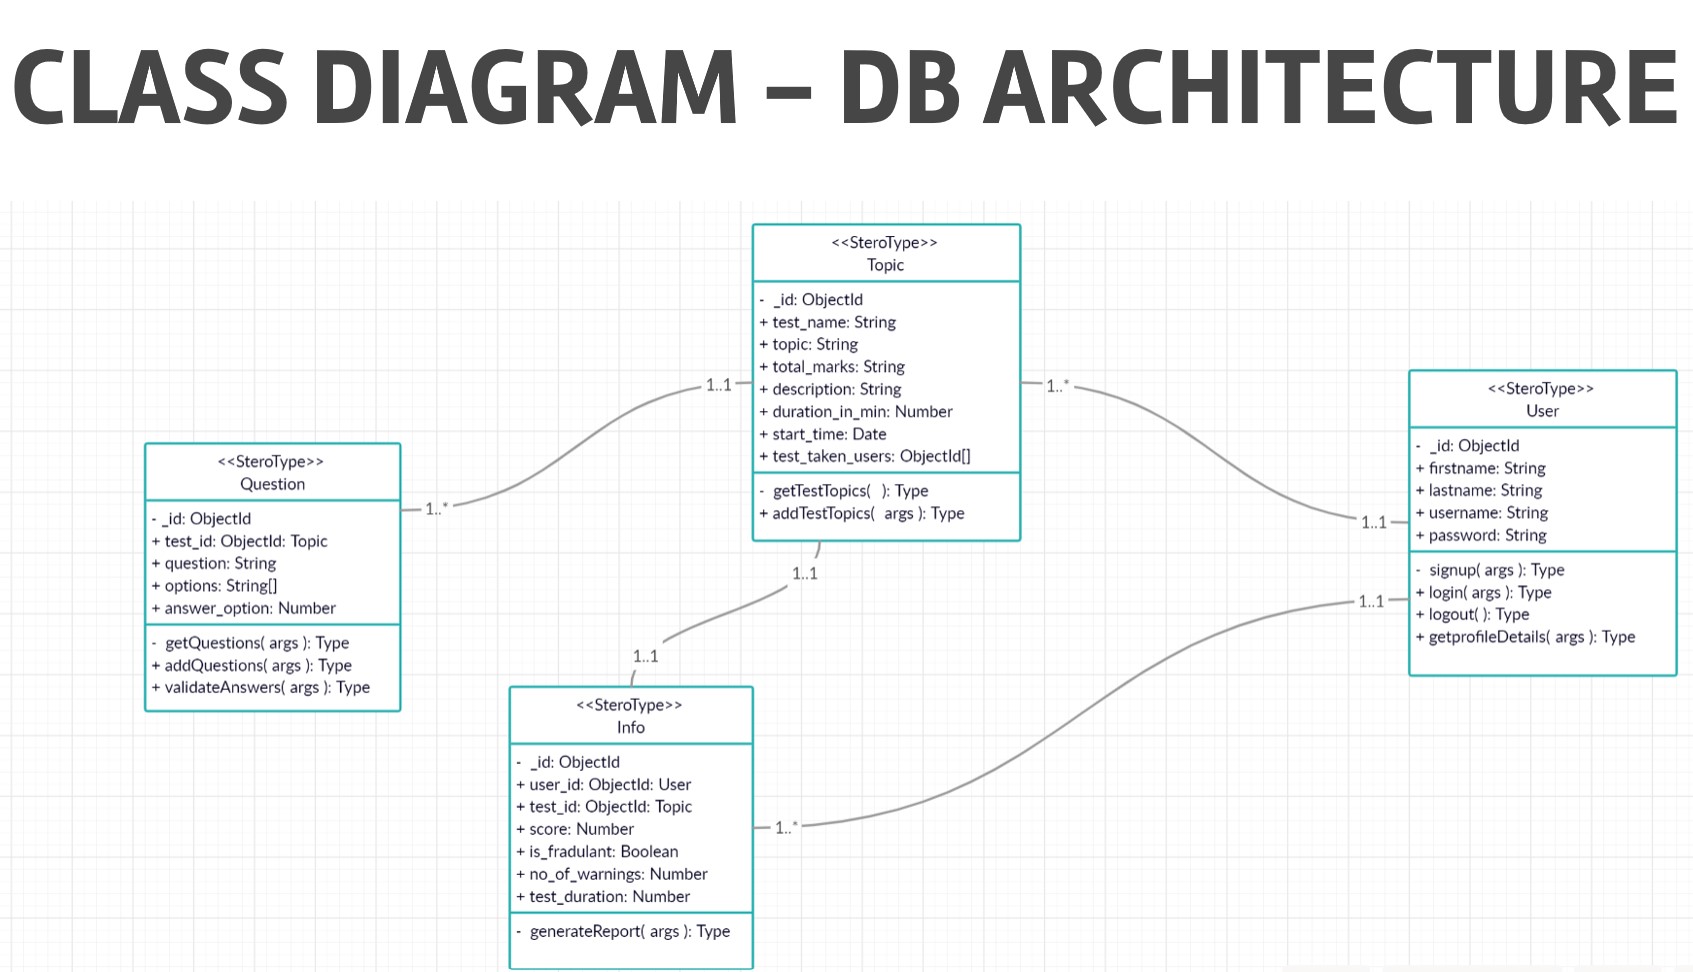 CLASS DIAGRAM – DB ARCHITECTURE
<<SteroType>>
Topic
- _id: ObjectId
+ test_name: String
+ topic: String
+ total_marks: String
+ description: String
+ duration_in_min: Number
+ start_time: Date
+ test_taken_users: ObjectId[]
- getTestTopics( ): Type
+ addTestTopics( args ): Type
1..1
1..*
1..1
<<SteroType>>
User
- _id: ObjectId
+ firstname: String
+ lastname: String
+ username: String
+ password: String
- signup( args ): Type
+ login( args ): Type
+ logout( ): Type
+ getprofileDetails( args ): Type
1..1
1..1
<<SteroType>>
Question
- _id: ObjectId
+ test_id: ObjectId: Topic
+ question: String
+ options: String[]
+ answer_option: Number
- getQuestions( args ): Type
+ addQuestions( args ): Type
+ validateAnswers( args ): Type
1..*
1..1
<<SteroType>>
Info
- _id: ObjectId
+ user_id: ObjectId: User
+ test_id: ObjectId: Topic
+ score: Number
+ is_fradulant: Boolean
+ no_of_warnings: Number
+ test_duration: Number
- generateReport( args ): Type
1..*